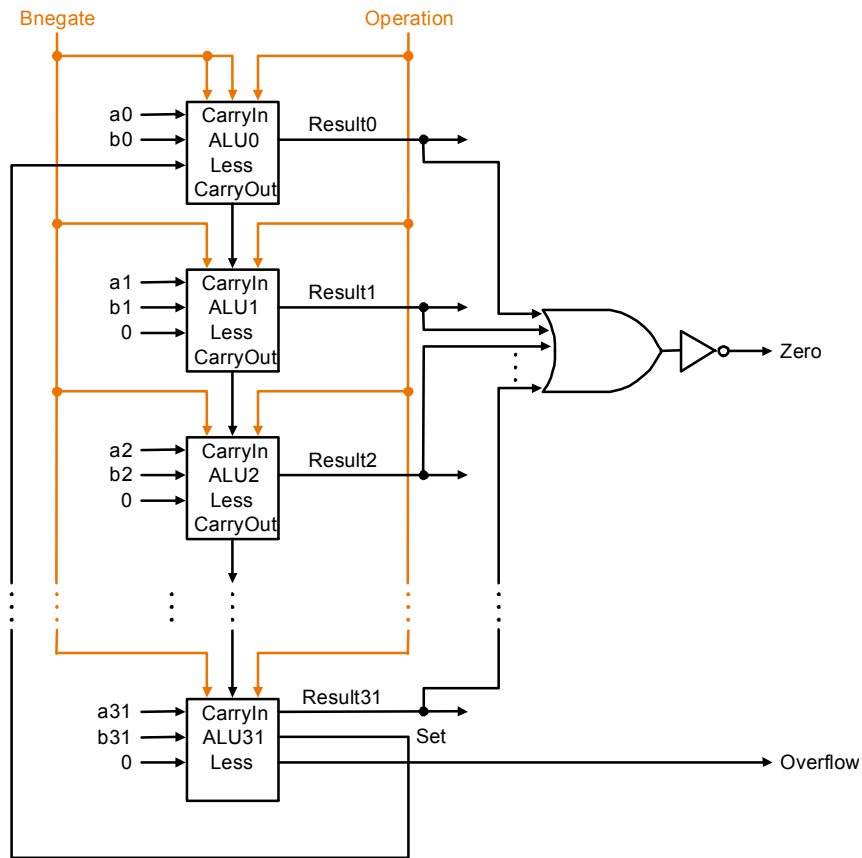 Bnegate Operation
a0 CarryIn Result0
b0 ALU0
Less
CarryOut
a1 CarryIn Result1
b1 ALU1
0 Less
CarryOut
Zero
a2 CarryIn Result2
b2 ALU2
0 Less
CarryOut
a31 CarryIn Result31
b31 ALU31 Set
0 Less Overflow